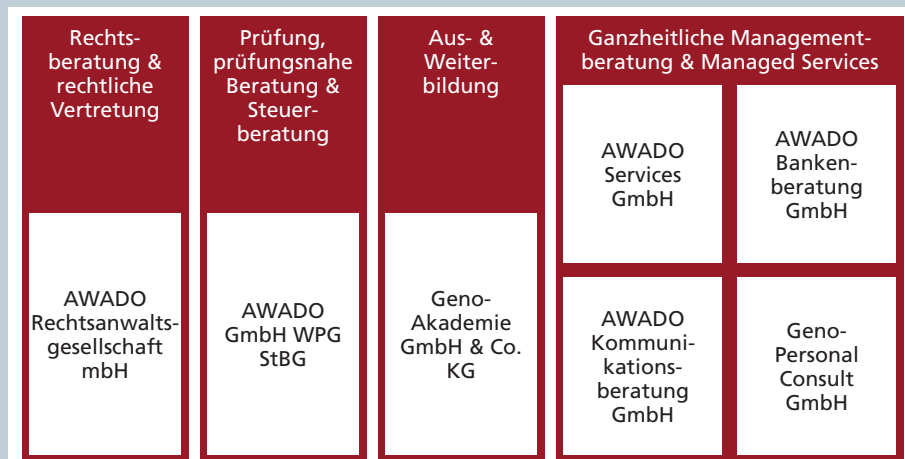 Rechts-
beratung &
rechtliche
Vertretung
AWADO
Rechtsanwalts-
gesellschaft
mbH
Prüfung,
prüfungsnahe
Beratung &
Steuer-
beratung
AWADO
GmbH WPG
StBG
Aus- &
Weiter-
bildung
Geno-
Akademie
GmbH & Co.
KG
Ganzheitliche Management-
beratung & Managed Services
AWADO
Services
GmbH
AWADO
Banken-
beratung
GmbH
AWADO
Kommuni-
kations-
beratung
GmbH
Geno-
Personal
Consult
GmbH